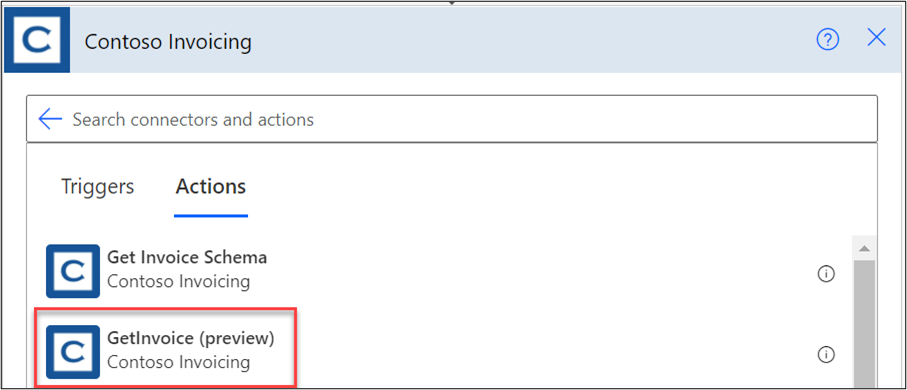 C
Contoso Invoicing
?
Search connectors and actions
Triggers Actions
C
Get Invoice Schema
Contoso Invoicing
C
GetInvoice (preview)
Contoso Invoicing